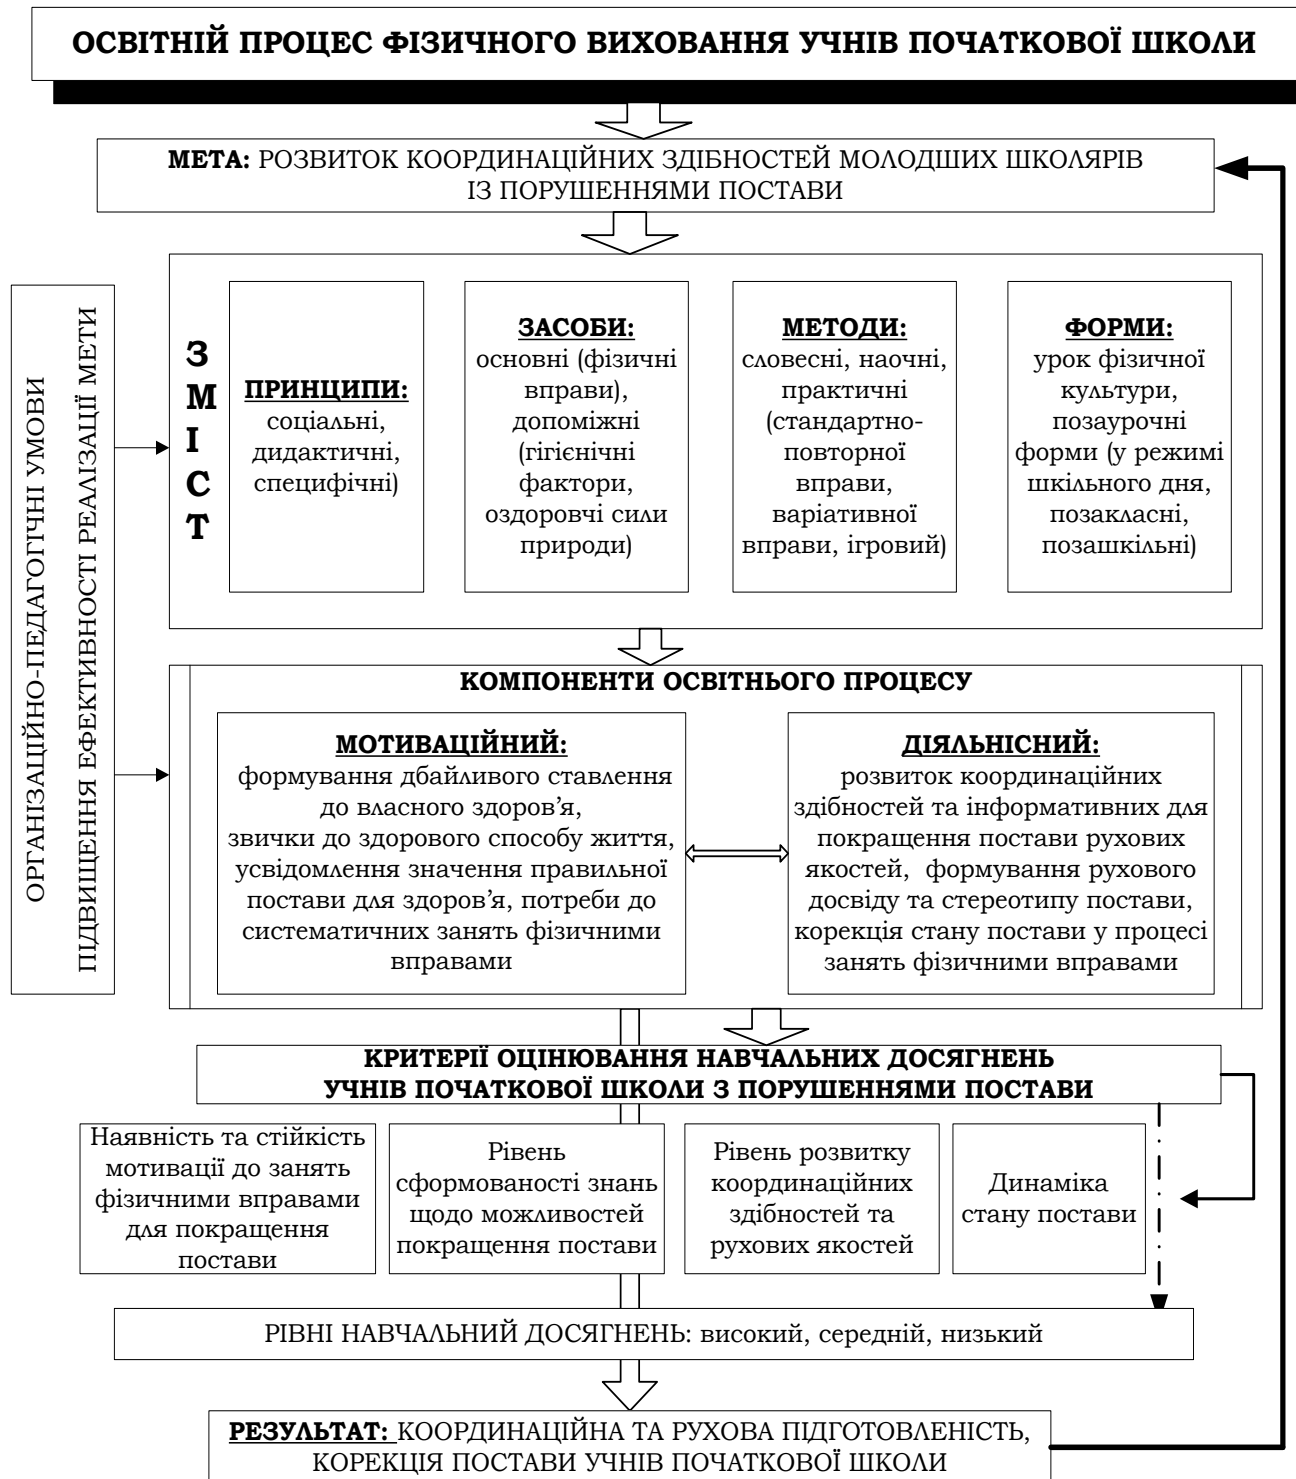 ОСВІТНІЙ ПРОЦЕС ФІЗИЧНОГО ВИХОВАННЯ УЧНІВ ПОЧАТКОВОЇ ШКОЛИ
МЕТА: РОЗВИТОК КООРДИНАЦІЙНИХ ЗДІБНОСТЕЙ МОЛОДШИХ ШКОЛЯРІВ
ІЗ ПОРУШЕННЯМИ ПОСТАВИ
ОРГАНІЗАЦІЙНО-ПЕДАГОГІЧНІ УМОВИ
ПІДВИЩЕННЯ ЕФЕКТИВНОСТІ РЕАЛІЗАЦІЇ МЕТИ
З
М
І
С
Т
ПРИНЦИПИ:
соціальні,
дидактичні,
специфічні)
ЗАСОБИ:
основні (фізичні
вправи),
допоміжні
(гігієнічні
фактори,
оздоровчі сили
природи)
МЕТОДИ:
словесні, наочні,
практичні
(стандартно-
повторної
вправи,
варіативної
вправи, ігровий)
ФОРМИ:
урок фізичної
культури,
позаурочні
форми (у режимі
шкільного дня,
позакласні,
позашкільні)
КОМПОНЕНТИ ОСВІТНЬОГО ПРОЦЕСУ
МОТИВАЦІЙНИЙ:
формування дбайливого ставлення
до власного здоров’я,
звички до здорового способу життя,
усвідомлення значення правильної
постави для здоров’я, потреби до
систематичних занять фізичними
вправами
ДІЯЛЬНІСНИЙ:
розвиток координаційних
здібностей та інформативних для
покращення постави рухових
якостей, формування рухового
досвіду та стереотипу постави,
корекція стану постави у процесі
занять фізичними вправами
КРИТЕРІЇ ОЦІНЮВАННЯ НАВЧАЛЬНИХ ДОСЯГНЕНЬ
УЧНІВ ПОЧАТКОВОЇ ШКОЛИ З ПОРУШЕННЯМИ ПОСТАВИ
Наявність та стійкість
мотивації до занять
фізичними вправами
для покращення
постави
Рівень
сформованості знань
щодо можливостей
покращення постави
Рівень розвитку
координаційних
здібностей та
рухових якостей
Динаміка
стану постави
РІВНІ НАВЧАЛЬНИЙ ДОСЯГНЕНЬ: високий, середній, низький
РЕЗУЛЬТАТ: КООРДИНАЦІЙНА ТА РУХОВА ПІДГОТОВЛЕНІСТЬ,
КОРЕКЦІЯ ПОСТАВИ УЧНІВ ПОЧАТКОВОЇ ШКОЛИ